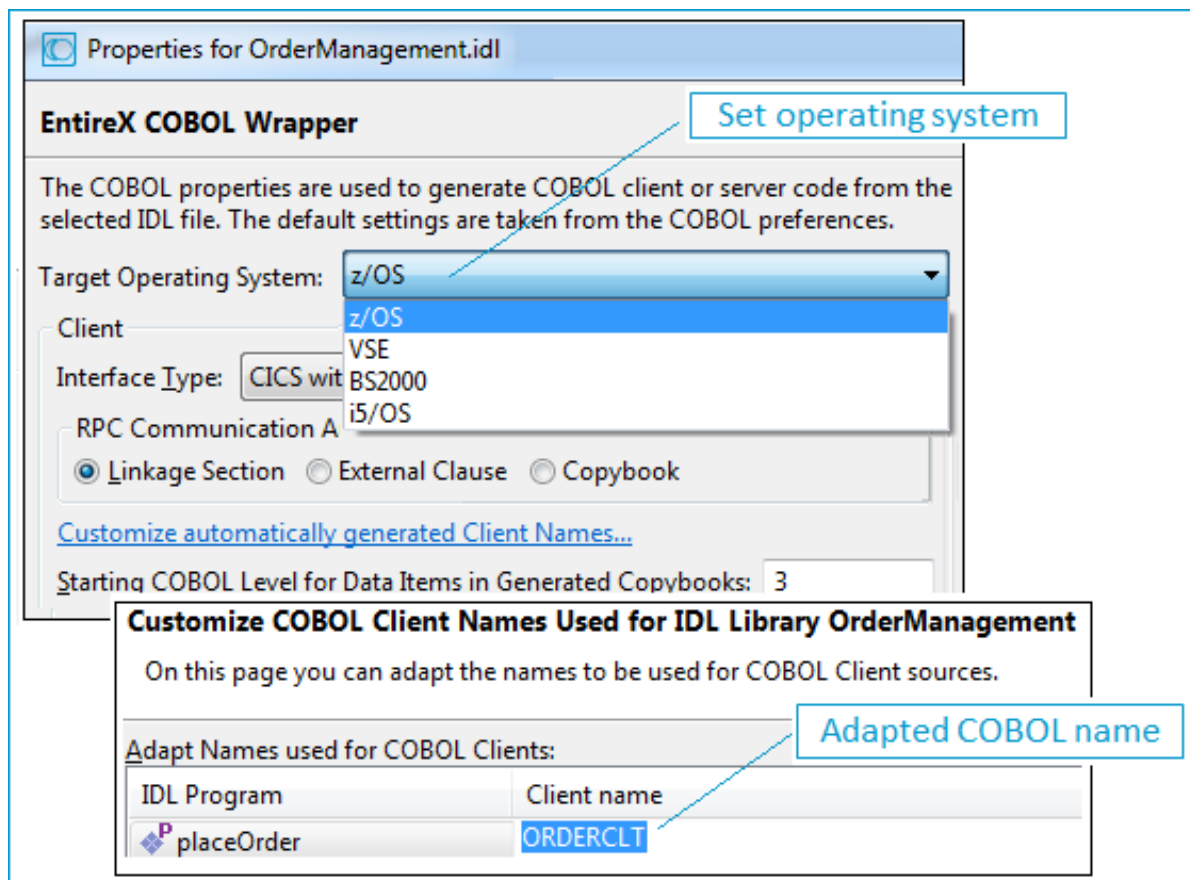 Properties for OrderManagement.idl
EntireX COBOL Wrapper
Set operating system
The COBOL properties are used to generate COBOL client or server code from the
selected IDL file. The default settings are taken from the COBOL preferences.
Target Operating System: z/OS
z/OS
VSE
BS2000
i5/OS
Client
Interface Type: CICS wit
RPC Communication A
Linkage Section External Clause Copybook
Customize automatically generated Client Names...
Starting COBOL Level for Data Items in Generated Copybooks: 3
Customize COBOL Client Names Used for IDL Library OrderManagement
On this page you can adapt the names to be used for COBOL Client sources.
Adapted COBOL name
Adapt Names used for COBOL Clients:
IDL Program Client name
P placeOrder ORDERCLT